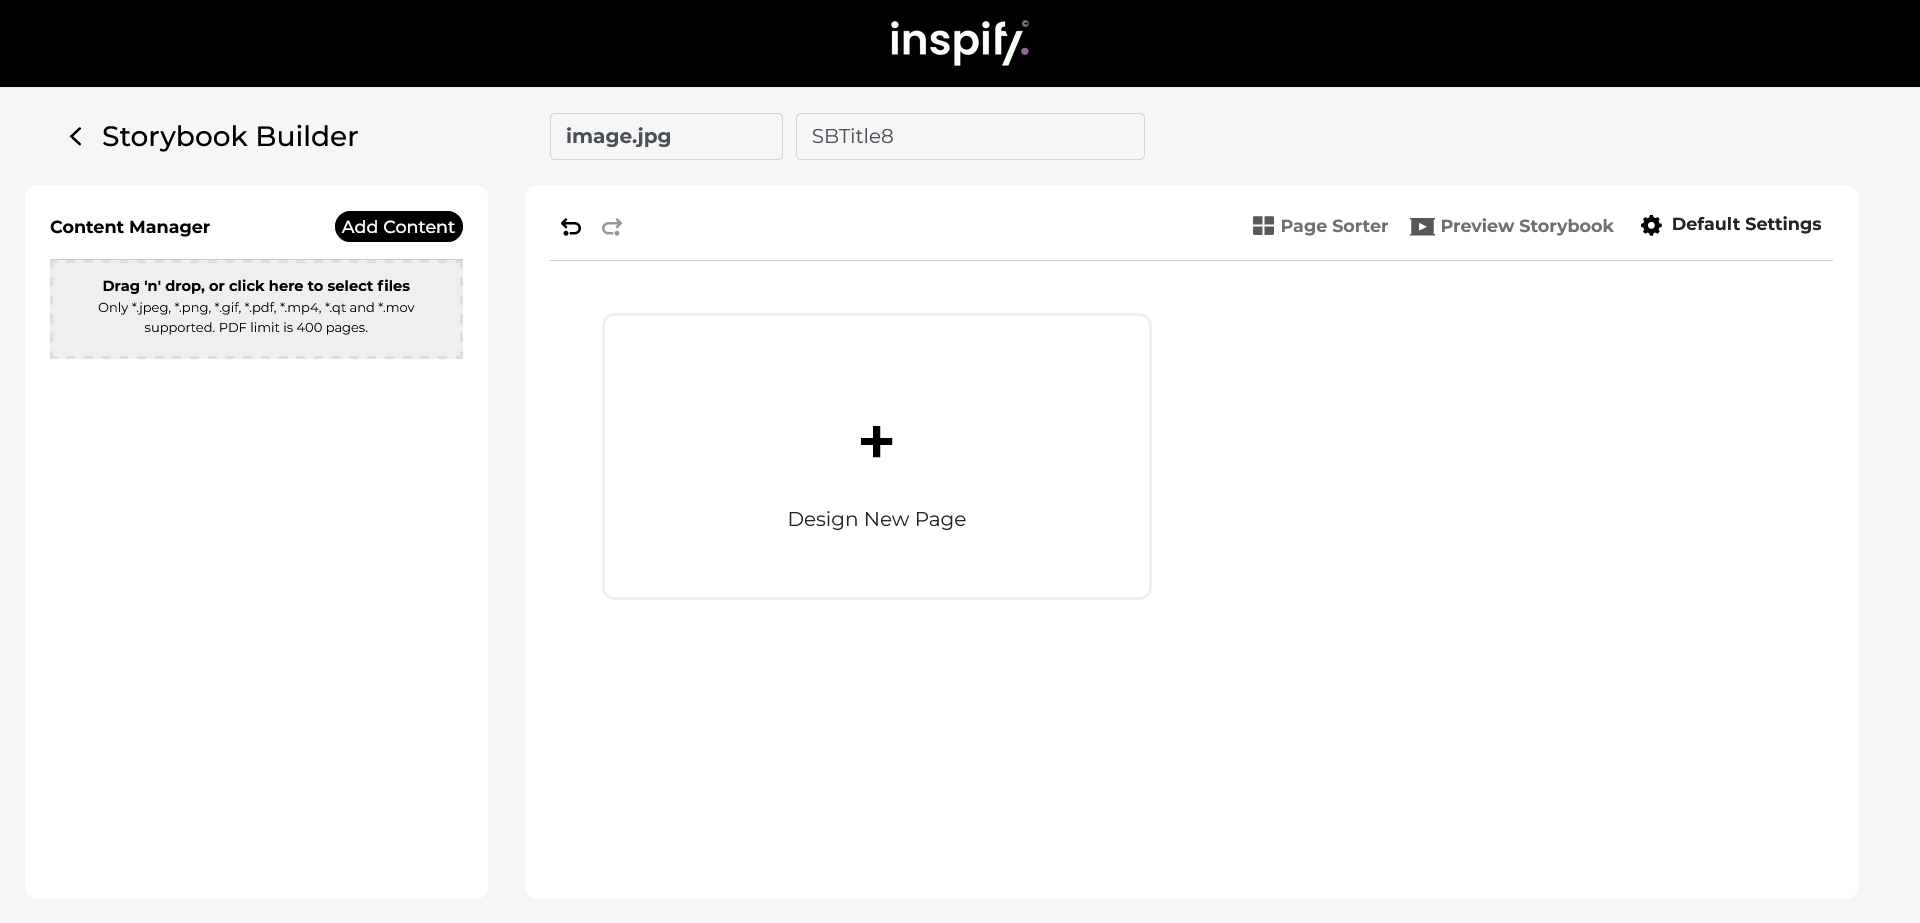 inspify.©
Storybook Builder
image.jpg
SBTitle8
Content Manager
Add Content
Drag 'n' drop, or click here to select files
Only *.jpeg, *.png, *.gif, *.pdf, *.mp4, *.qt and *.mov
supported. PDF limit is 400 pages.
Page Sorter
Preview Storybook
Default Settings
+
Design New Page